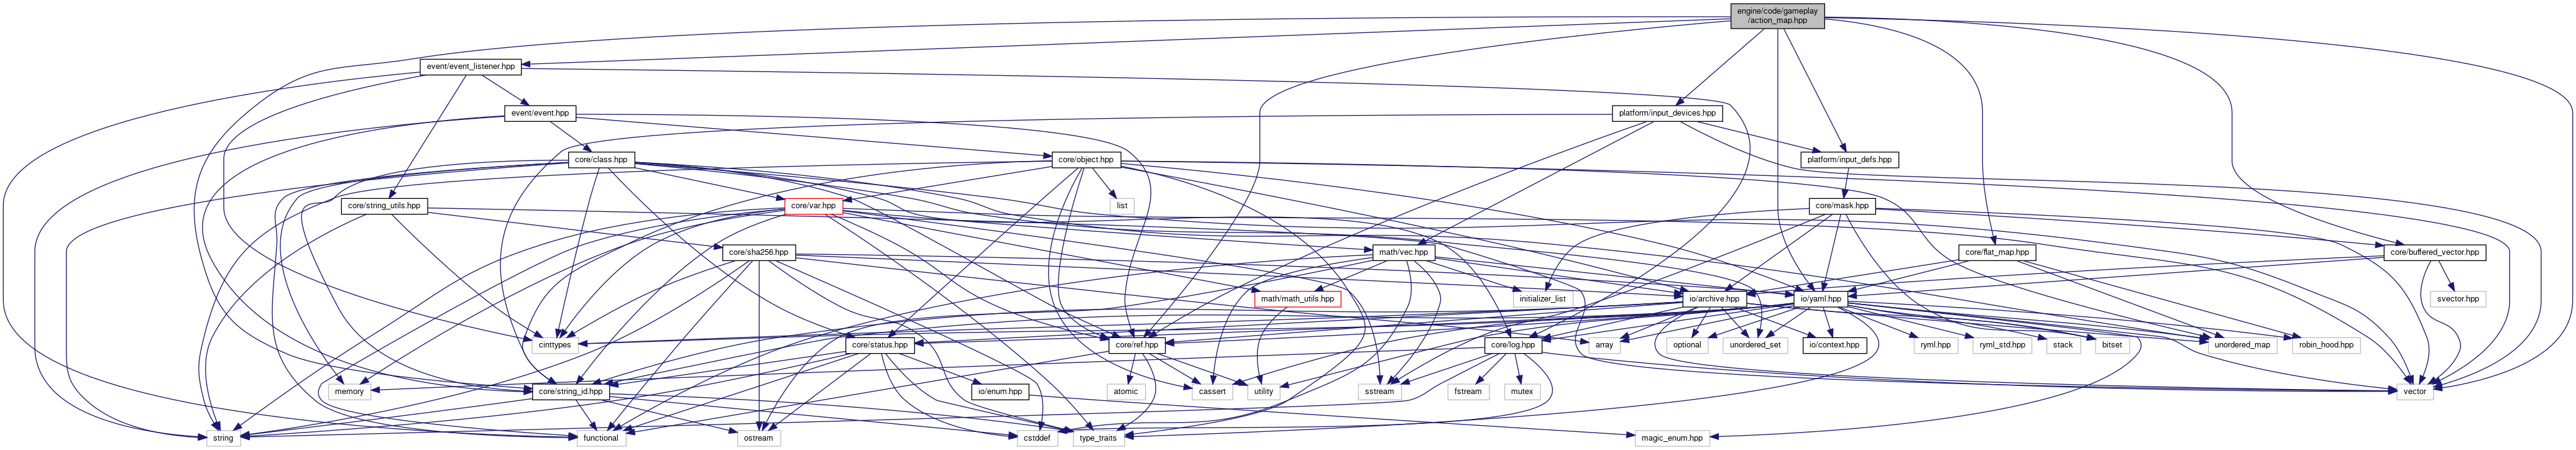 engine/code/gameplay
/action_map.hpp
event/event_listener.hpp
event/event.hpp
platform/input_devices.hpp
core/class.hpp
core/object.hpp
platform/input_defs.hpp
core/string_utils.hpp
core/var.hpp
list
core/mask.hpp
core/sha256.hpp
math/vec.hpp
core/flat_map.hpp
core/buffered_vector.hpp
math/math_utils.hpp
initializer_list
io/archive.hpp
io/yaml.hpp
svector.hpp
cinttypes
core/status.hpp
core/ref.hpp
core/log.hpp
array
optional
unordered_set
io/context.hpp
ryml.hpp
ryml_std.hpp
stack
bitset
unordered_map
robin_hood.hpp
memory
core/string_id.hpp
io/enum.hpp
atomic
cassert
utility
sstream
fstream
mutex
vector
string
functional
ostream
cstddef
type_traits
magic_enum.hpp